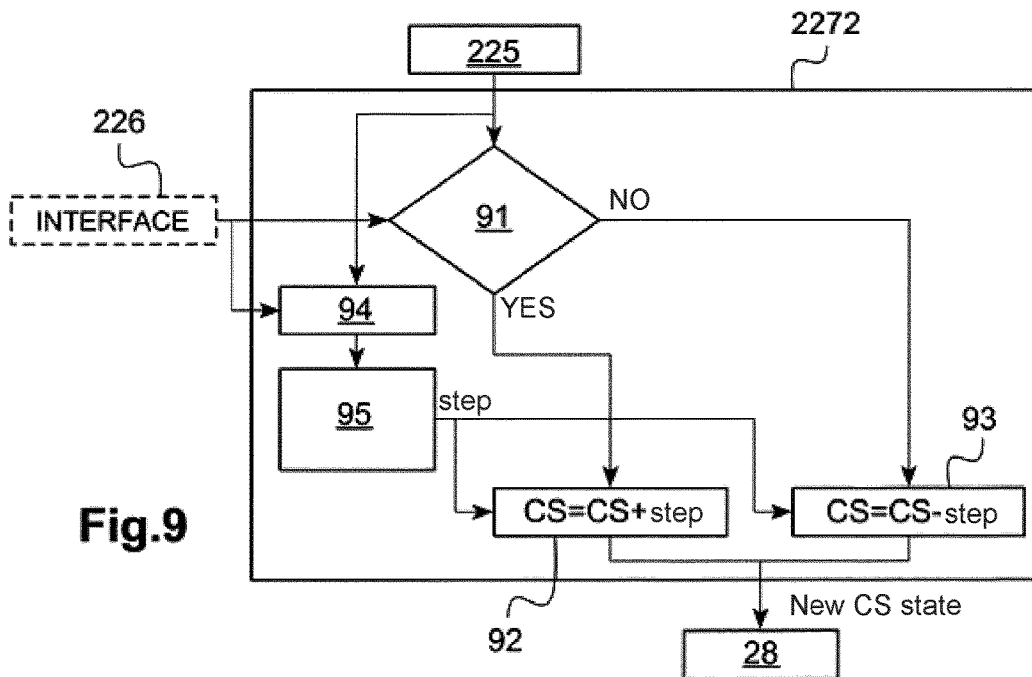 2272
225
226
INTERFACE
91
NO
YES
94
95
step
93
CS=CS+step
CS=CS-step
Fig.9
92
New CS state
28